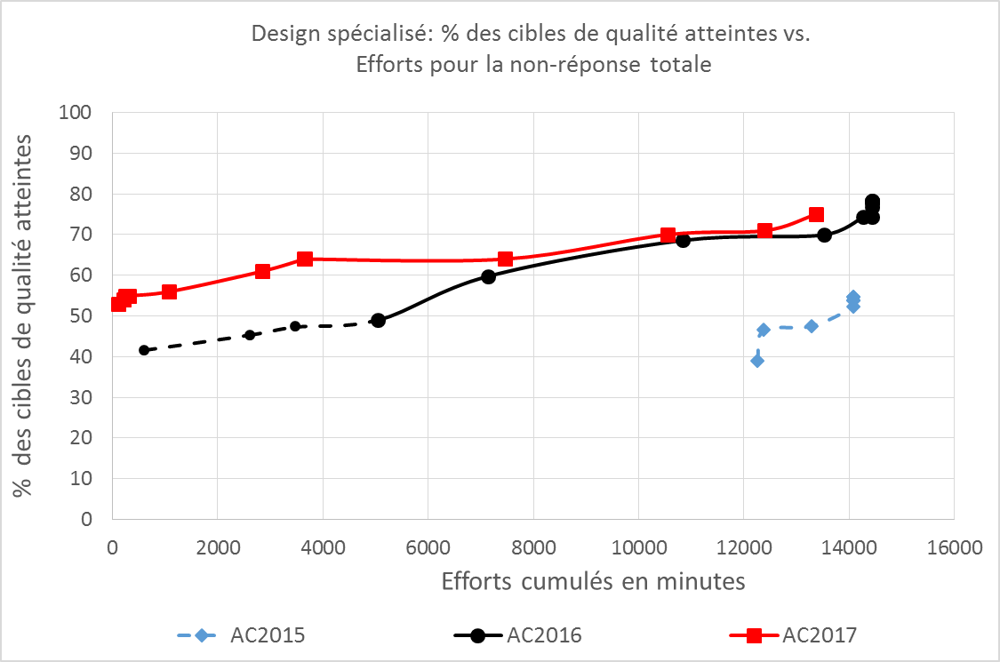 Design spécialisé: % des cibles de qualité atteintes vs.
Efforts pour la non-réponse totale
% des cibles de qualité atteintes
100
90
80
70
60
50
40
30
20
10
0
0 2000 4000 6000 8000 10000 12000 14000 16000
Efforts cumulés en minutes
AC2015 AC2016 AC2017